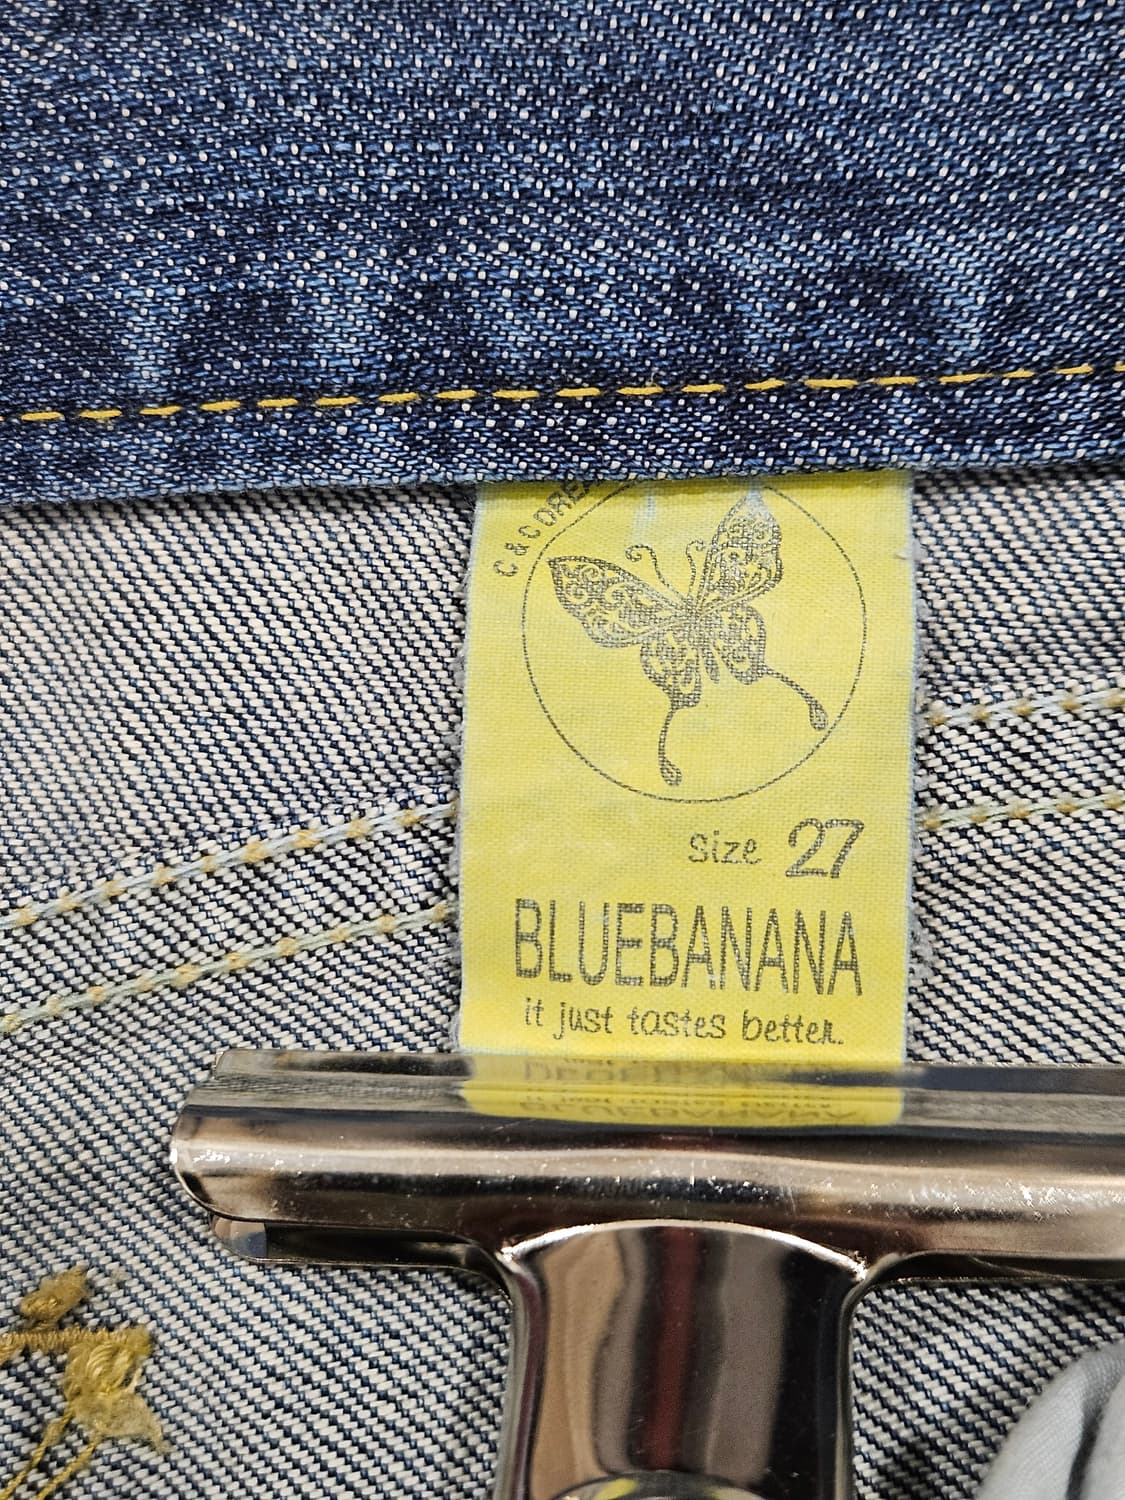 C & C
size 27
BLUEBANANA
it just tastes better.